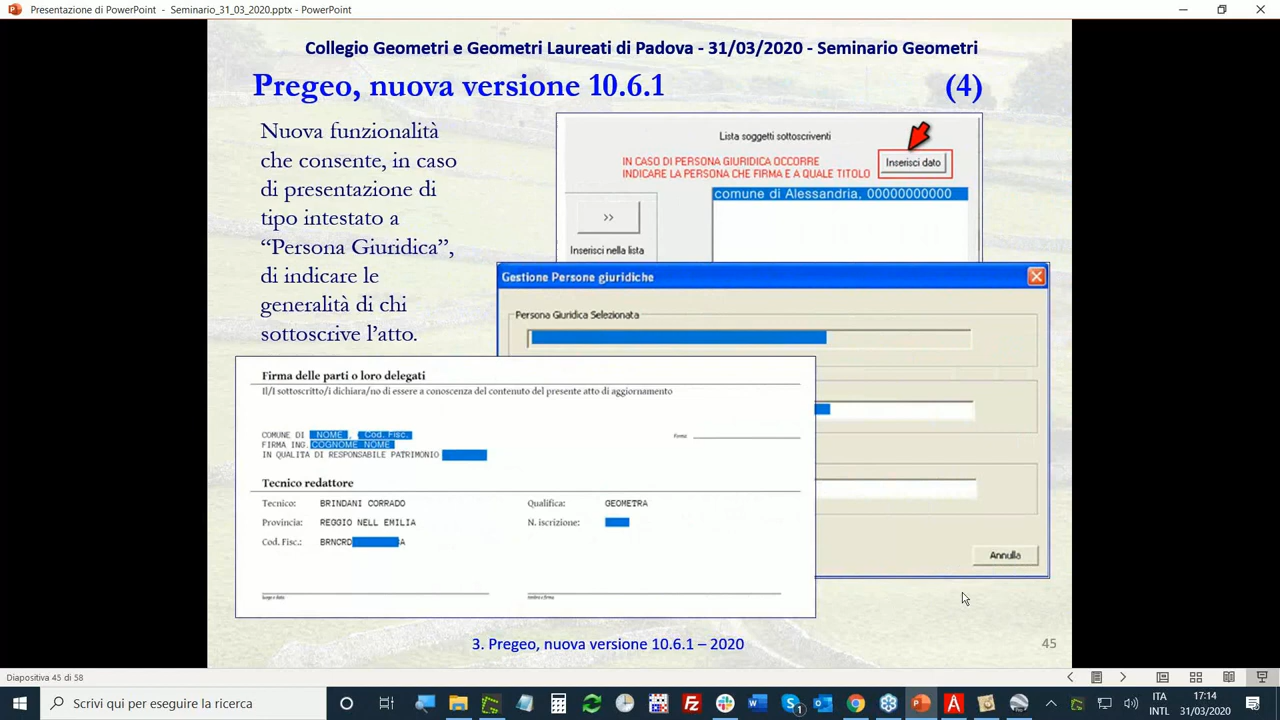 Presentazione di PowerPoint - Seminario_31_03_2020.pptx - PowerPoint
Collegio Geometri e Geometri Laureati di Padova - 31/03/2020 - Seminario Geometri
Pregeo, nuova versione 10.6.1 (4)
Nuova funzionalità
che consente, in caso
di presentazione di
tipo intestato a
“Persona Giuridica”,
di indicare le
generalità di chi
sottoscrive l’atto.
Lista soggetti sottoscriventi
IN CASO DI PERSONA GIURIDICA OCCORRE
INDICARE LA PERSONA CHE FIRMA E A QUALE TITOLO
Inserisci dato
comune di Alessandria, 00000000000
>>
Inserisci nella lista
Gestione Persone giuridiche
Persona Giuridica Selezionata
Annulla
Firma delle parti o loro delegati
Il/I sottoscritto/i dichiara/no di essere a conoscenza del contenuto del presente atto di aggiornamento
COMUNE DI NOME, Cod. Fisc.
FIRMA ING. COGNOME NOME
IN QUALITA DI RESPONSABILE PATRIMONIO
Firma
Tecnico redattore
Tecnico: BRINDANI CORRADO Qualifica: GEOMETRA
Provincia: REGGIO NELL EMILIA N. iscrizione:
Cod. Fisc.: BRNCRD A
luogo e data
3. Pregeo, nuova versione 10.6.1 – 2020
45
Diapositiva 45 di 58
Scrivi qui per eseguire la ricerca
ITA
INTL
17:14
31/03/2020